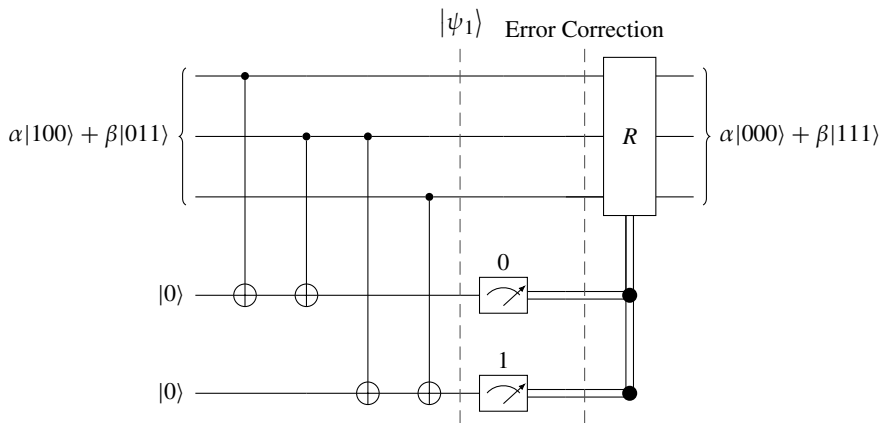 |ψ₁⟩
Error Correction
α|100⟩ + β|011⟩
R
α|000⟩ + β|111⟩
0
|0⟩
1
|0⟩